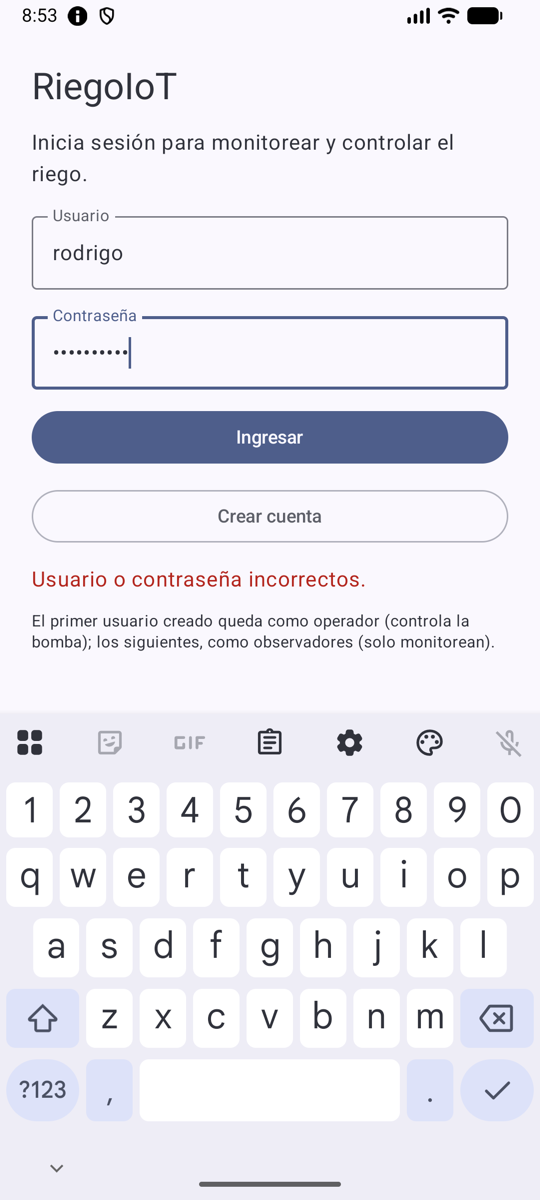 8:53
RiegoIoT
Inicia sesión para monitorear y controlar el
riego.
Usuario
rodrigo
Contraseña
••••••••••
Ingresar
Crear cuenta
Usuario o contraseña incorrectos.
El primer usuario creado queda como operador (controla la
bomba); los siguientes, como observadores (solo monitorean).
GIF
1 2 3 4 5 6 7 8 9 0
q w e r t y u i o p
a s d f g h j k l
z x c v b n m
?123 , .